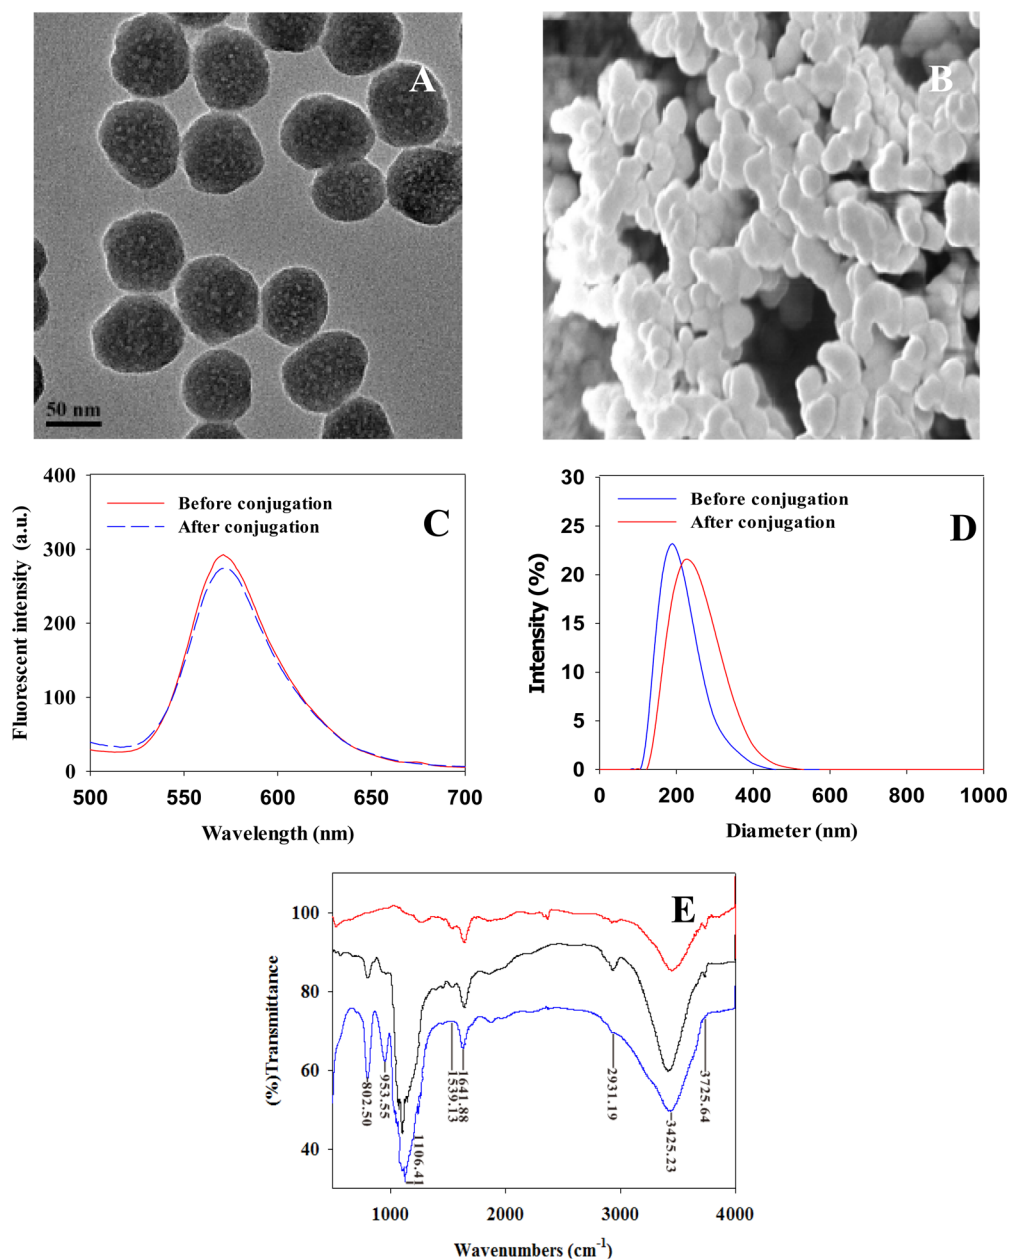 A
50 nm
B
400
300
200
100
0
Fluorescent intensity (a.u.)
Before conjugation
After conjugation
C
500
550
600
650
700
Wavelength (nm)
30
25
20
15
10
5
0
Intensity (%)
Before conjugation
After conjugation
D
0
200
400
600
800
1000
Diameter (nm)
100
80
60
40
(%)Transmittance
E
802.50
953.55
1106.41
1539.13
1641.88
2931.19
3425.23
3725.64
1000
2000
3000
4000
Wavenumbers (cm⁻¹)